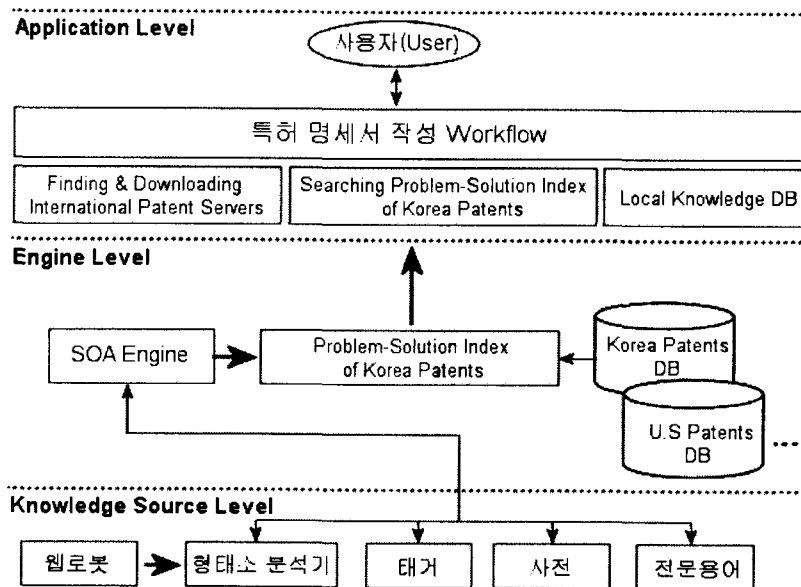 Application Level
사용자(User)
특허 명세서 작성 Workflow
Finding & Downloading
International Patent Servers
Searching Problem-Solution Index
of Korea Patents
Local Knowledge DB
Engine Level
SOA Engine
Problem-Solution Index
of Korea Patents
Korea Patents
DB
U.S Patents
DB
Knowledge Source Level
웹로봇
형태소 분석기
태거
사전
전문용어